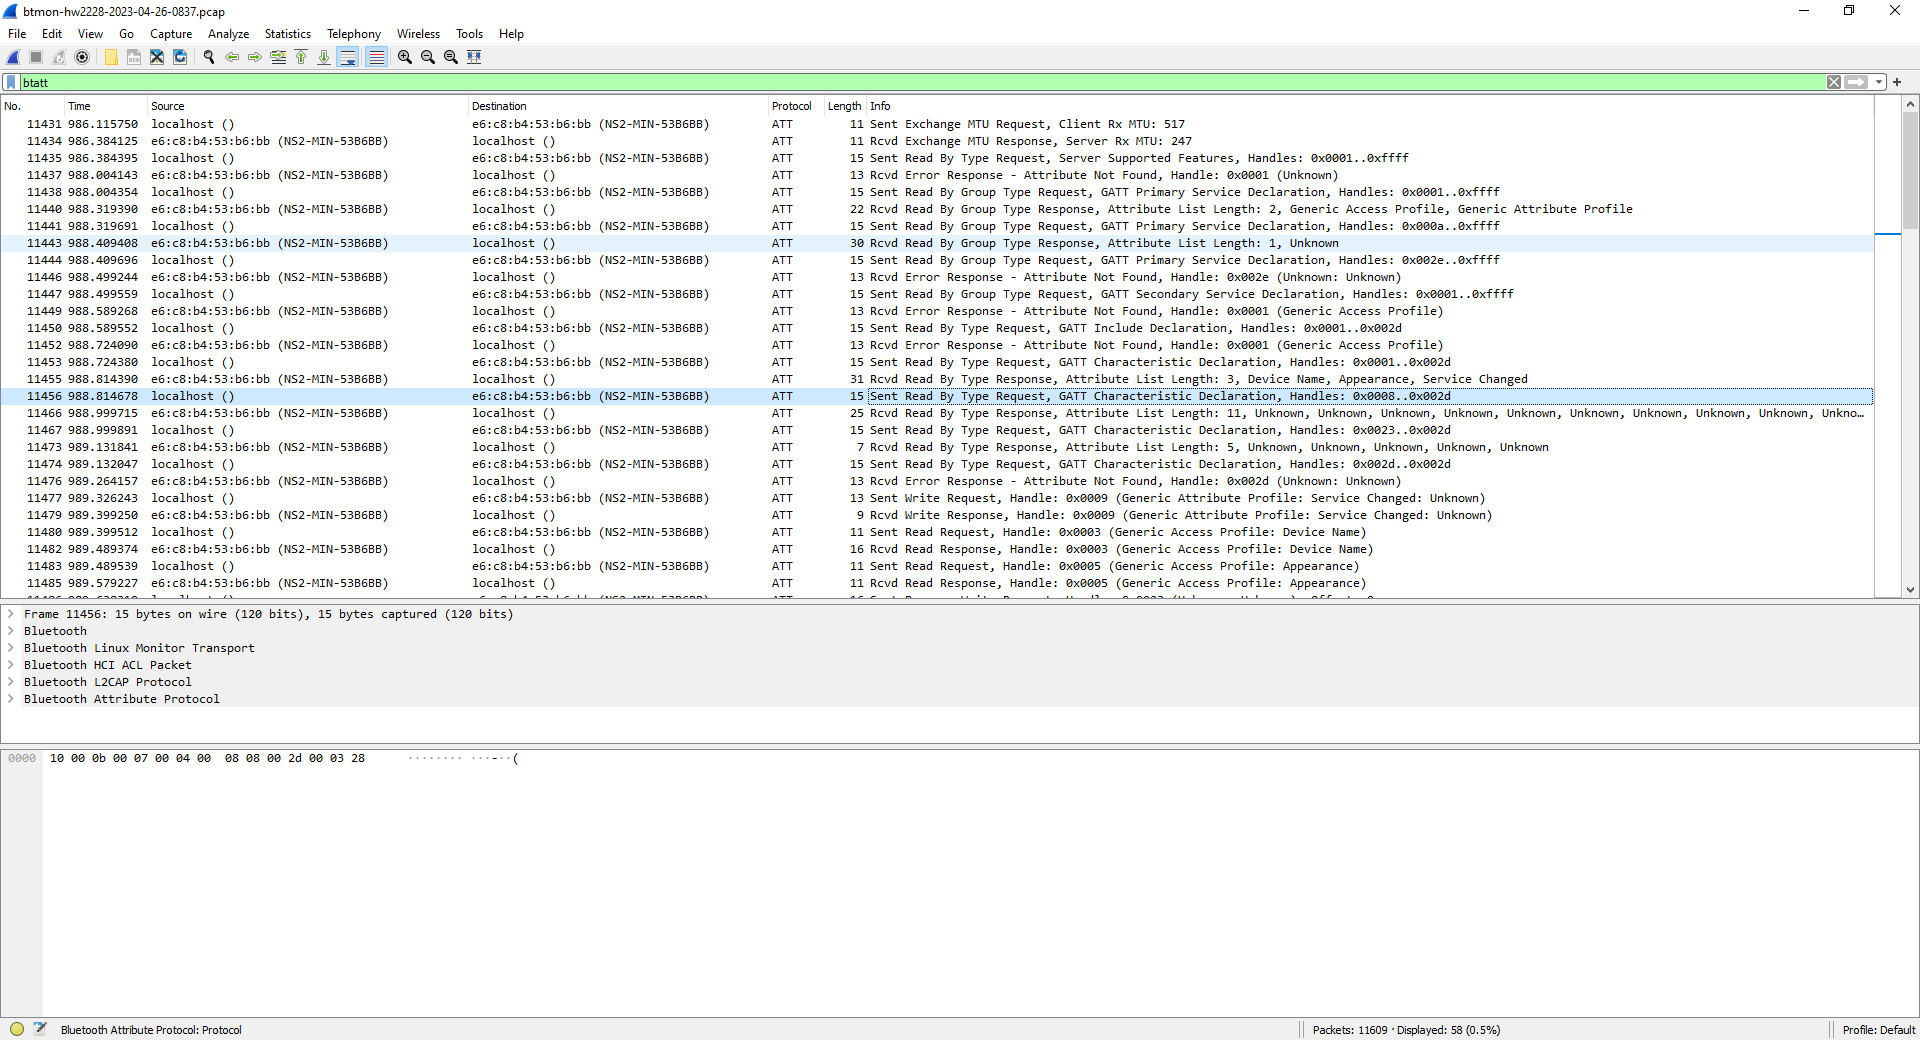 btmon-hw2228-2023-04-26-0837.pcap
File Edit View Go Capture Analyze Statistics Telephony Wireless Tools Help
btatt
No. Time Source Destination Protocol Length Info
11431 986.115750 localhost () e6:c8:b4:53:b6:bb (NS2-MIN-53B6BB) ATT 11 Sent Exchange MTU Request, Client Rx MTU: 517
11434 986.384125 e6:c8:b4:53:b6:bb (NS2-MIN-53B6BB) localhost () ATT 11 Rcvd Exchange MTU Response, Server Rx MTU: 247
11435 986.384395 localhost () e6:c8:b4:53:b6:bb (NS2-MIN-53B6BB) ATT 15 Sent Read By Type Request, Server Supported Features, Handles: 0x0001..0xffff
11437 988.004143 e6:c8:b4:53:b6:bb (NS2-MIN-53B6BB) localhost () ATT 13 Rcvd Error Response - Attribute Not Found, Handle: 0x0001 (Unknown)
11438 988.004354 localhost () e6:c8:b4:53:b6:bb (NS2-MIN-53B6BB) ATT 15 Sent Read By Group Type Request, GATT Primary Service Declaration, Handles: 0x0001..0xffff
11440 988.319390 e6:c8:b4:53:b6:bb (NS2-MIN-53B6BB) localhost () ATT 22 Rcvd Read By Group Type Response, Attribute List Length: 2, Generic Access Profile, Generic Attribute Profile
11441 988.319691 localhost () e6:c8:b4:53:b6:bb (NS2-MIN-53B6BB) ATT 15 Sent Read By Group Type Request, GATT Primary Service Declaration, Handles: 0x000a..0xffff
11443 988.409408 e6:c8:b4:53:b6:bb (NS2-MIN-53B6BB) localhost () ATT 30 Rcvd Read By Group Type Response, Attribute List Length: 1, Unknown
11444 988.409696 localhost () e6:c8:b4:53:b6:bb (NS2-MIN-53B6BB) ATT 15 Sent Read By Group Type Request, GATT Primary Service Declaration, Handles: 0x002e..0xffff
11446 988.499244 e6:c8:b4:53:b6:bb (NS2-MIN-53B6BB) localhost () ATT 13 Rcvd Error Response - Attribute Not Found, Handle: 0x002e (Unknown: Unknown)
11447 988.499559 localhost () e6:c8:b4:53:b6:bb (NS2-MIN-53B6BB) ATT 15 Sent Read By Group Type Request, GATT Secondary Service Declaration, Handles: 0x0001..0xffff
11449 988.589268 e6:c8:b4:53:b6:bb (NS2-MIN-53B6BB) localhost () ATT 13 Rcvd Error Response - Attribute Not Found, Handle: 0x0001 (Generic Access Profile)
11450 988.589552 localhost () e6:c8:b4:53:b6:bb (NS2-MIN-53B6BB) ATT 15 Sent Read By Type Request, GATT Include Declaration, Handles: 0x0001..0x002d
11452 988.724090 e6:c8:b4:53:b6:bb (NS2-MIN-53B6BB) localhost () ATT 13 Rcvd Error Response - Attribute Not Found, Handle: 0x0001 (Generic Access Profile)
11453 988.724380 localhost () e6:c8:b4:53:b6:bb (NS2-MIN-53B6BB) ATT 15 Sent Read By Type Request, GATT Characteristic Declaration, Handles: 0x0001..0x002d
11455 988.814390 e6:c8:b4:53:b6:bb (NS2-MIN-53B6BB) localhost () ATT 31 Rcvd Read By Type Response, Attribute List Length: 3, Device Name, Appearance, Service Changed
11456 988.814678 localhost () e6:c8:b4:53:b6:bb (NS2-MIN-53B6BB) ATT 15 Sent Read By Type Request, GATT Characteristic Declaration, Handles: 0x0008..0x002d
11466 988.999715 e6:c8:b4:53:b6:bb (NS2-MIN-53B6BB) localhost () ATT 25 Rcvd Read By Type Response, Attribute List Length: 11, Unknown, Unknown, Unknown, Unknown, Unknown, Unknown, Unknown, Unknown, Unknown, Unkno…
11467 988.999891 localhost () e6:c8:b4:53:b6:bb (NS2-MIN-53B6BB) ATT 15 Sent Read By Type Request, GATT Characteristic Declaration, Handles: 0x0023..0x002d
11473 989.131841 e6:c8:b4:53:b6:bb (NS2-MIN-53B6BB) localhost () ATT 7 Rcvd Read By Type Response, Attribute List Length: 5, Unknown, Unknown, Unknown, Unknown, Unknown
11474 989.132047 localhost () e6:c8:b4:53:b6:bb (NS2-MIN-53B6BB) ATT 15 Sent Read By Type Request, GATT Characteristic Declaration, Handles: 0x002d..0x002d
11476 989.264157 e6:c8:b4:53:b6:bb (NS2-MIN-53B6BB) localhost () ATT 13 Rcvd Error Response - Attribute Not Found, Handle: 0x002d (Unknown: Unknown)
11477 989.326243 localhost () e6:c8:b4:53:b6:bb (NS2-MIN-53B6BB) ATT 13 Sent Write Request, Handle: 0x0009 (Generic Attribute Profile: Service Changed: Unknown)
11479 989.399250 e6:c8:b4:53:b6:bb (NS2-MIN-53B6BB) localhost () ATT 9 Rcvd Write Response, Handle: 0x0009 (Generic Attribute Profile: Service Changed: Unknown)
11480 989.399512 localhost () e6:c8:b4:53:b6:bb (NS2-MIN-53B6BB) ATT 11 Sent Read Request, Handle: 0x0003 (Generic Access Profile: Device Name)
11482 989.489374 e6:c8:b4:53:b6:bb (NS2-MIN-53B6BB) localhost () ATT 16 Rcvd Read Response, Handle: 0x0003 (Generic Access Profile: Device Name)
11483 989.489539 localhost () e6:c8:b4:53:b6:bb (NS2-MIN-53B6BB) ATT 11 Sent Read Request, Handle: 0x0005 (Generic Access Profile: Appearance)
11485 989.579227 e6:c8:b4:53:b6:bb (NS2-MIN-53B6BB) localhost () ATT 11 Rcvd Read Response, Handle: 0x0005 (Generic Access Profile: Appearance)
Frame 11456: 15 bytes on wire (120 bits), 15 bytes captured (120 bits)
Bluetooth
Bluetooth Linux Monitor Transport
Bluetooth HCI ACL Packet
Bluetooth L2CAP Protocol
Bluetooth Attribute Protocol
0000 10 00 0b 00 07 00 04 00 08 08 00 2d 00 03 28 ········ ···-··(
Bluetooth Attribute Protocol: Protocol
Packets: 11609 · Displayed: 58 (0.5%)
Profile: Default